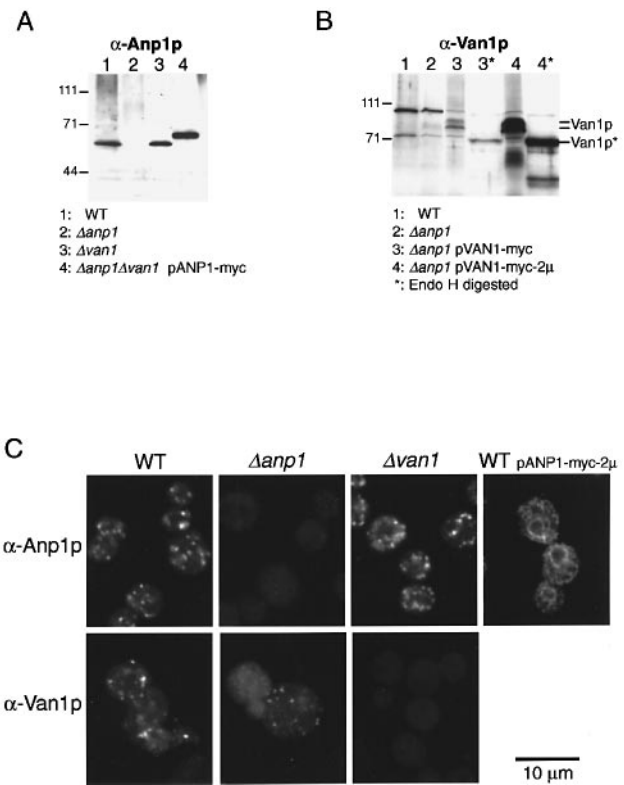 A
α-Anp1p
1 2 3 4
111
71
44
1: WT
2: Δanp1
3: Δvan1
4: Δanp1Δvan1 pANP1-myc
B
α-Van1p
1 2 3 3* 4 4*
111
71
Van1p
Van1p*
1: WT
2: Δanp1
3: Δanp1 pVAN1-myc
4: Δanp1 pVAN1-myc-2μ
*: Endo H digested
C
WT Δanp1 Δvan1 WT pANP1-myc-2μ
α-Anp1p
α-Van1p
10 μm